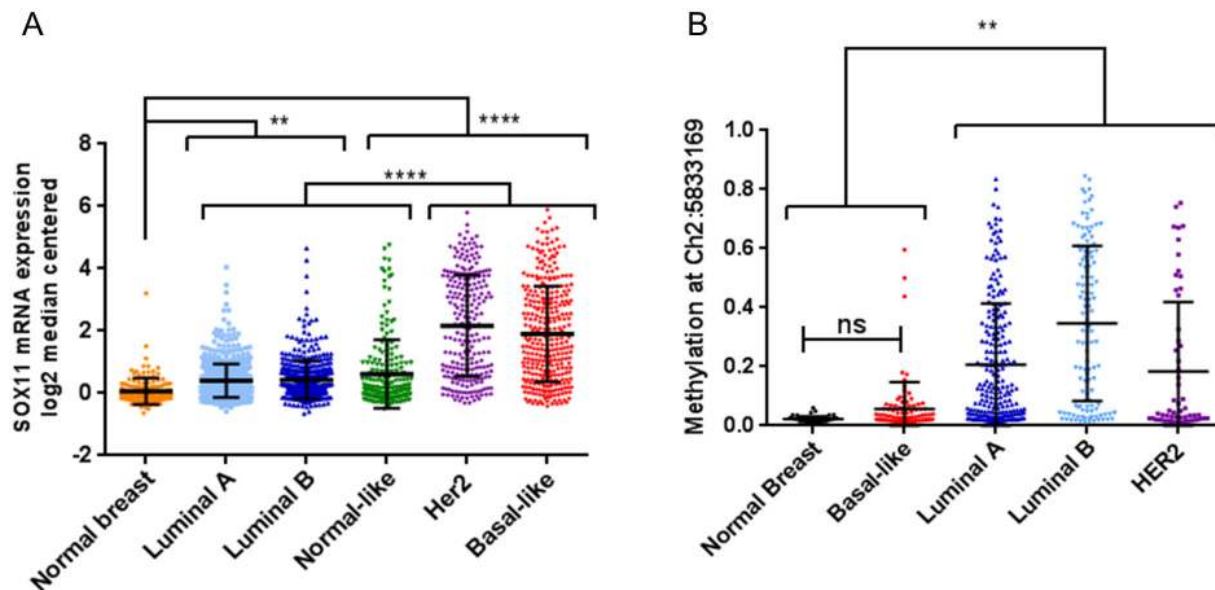 A
SOX11 mRNA expression
log2 median centered
**
****
****
8
6
4
2
0
-2
Normal breast
Luminal A
Luminal B
Normal-like
Her2
Basal-like
B
Methylation at Ch2:5833169
**
ns
1.0
0.8
0.6
0.4
0.2
0.0
Normal Breast
Basal-like
Luminal A
Luminal B
HER2